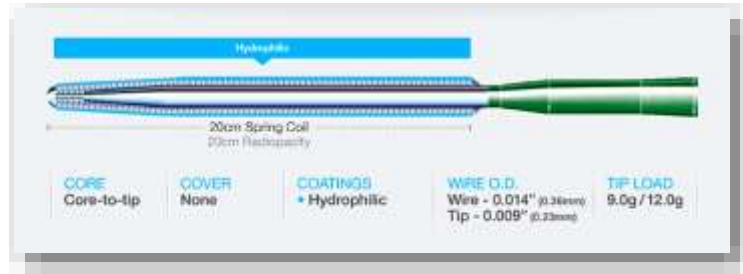 Hydrophilic
20cm Spring Coil
20cm Radiopacity
CORE
Core-to-tip
COVER
None
COATINGS
• Hydrophilic
WIRE O.D.
Wire - 0.014" (0.36mm)
Tip - 0.009" (0.23mm)
TIP LOAD
9.0g / 12.0g